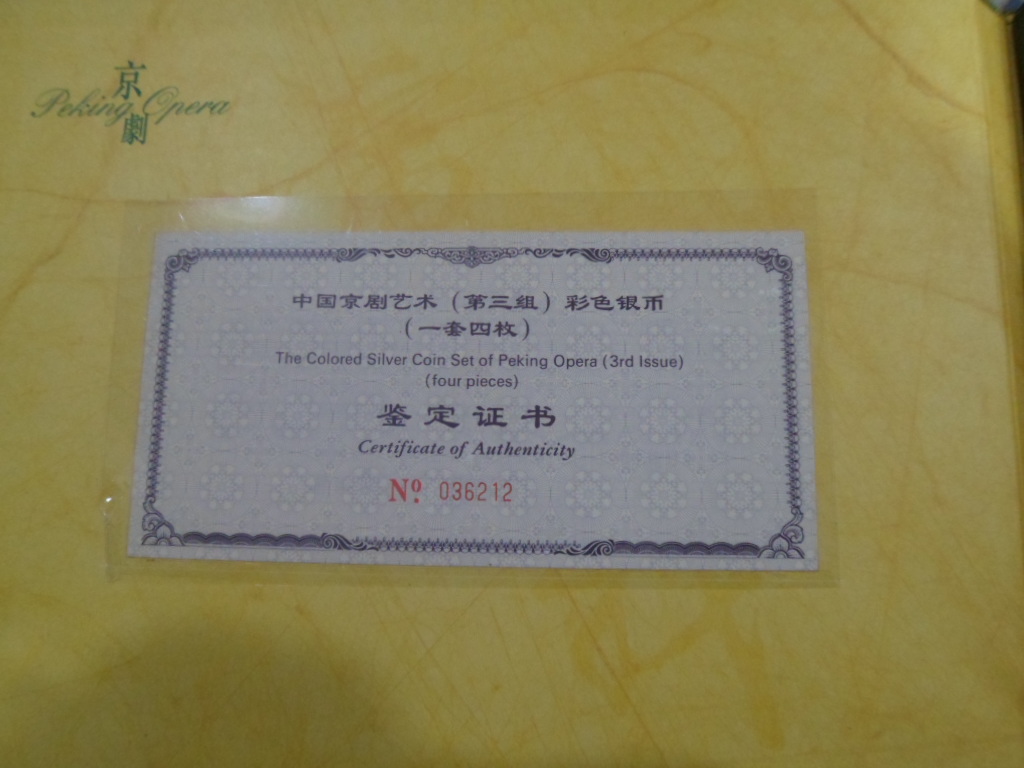 京劇
Peking Opera
中国京剧艺术（第三组）彩色银币
（一套四枚）
The Colored Silver Coin Set of Peking Opera (3rd Issue)
(four pieces)
鉴定证书
Certificate of Authenticity
Nº 036212